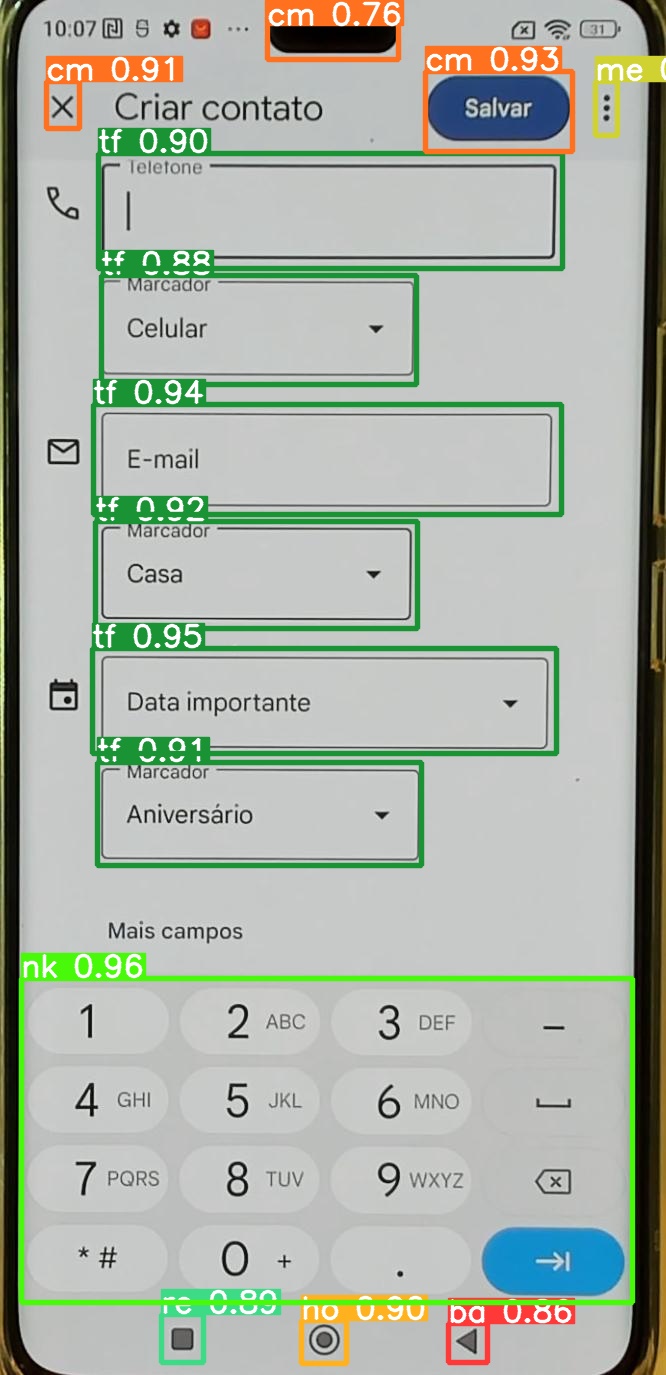 cm 0.76
10:07 ... 31
cm 0.91
cm 0.93
me
Criar contato
Salvar
tf 0.90
Telefone
tf 0.88
Marcador
Celular
tf 0.94
E-mail
tf 0.92
Marcador
Casa
tf 0.95
Data importante
tf 0.91
Marcador
Aniversário
Mais campos
nk 0.96
1 2 ABC 3 DEF –
4 GHI 5 JKL 6 MNO
7 PQRS 8 TUV 9 WXYZ
* # 0 + .
re 0.89 ho 0.90 ba 0.86